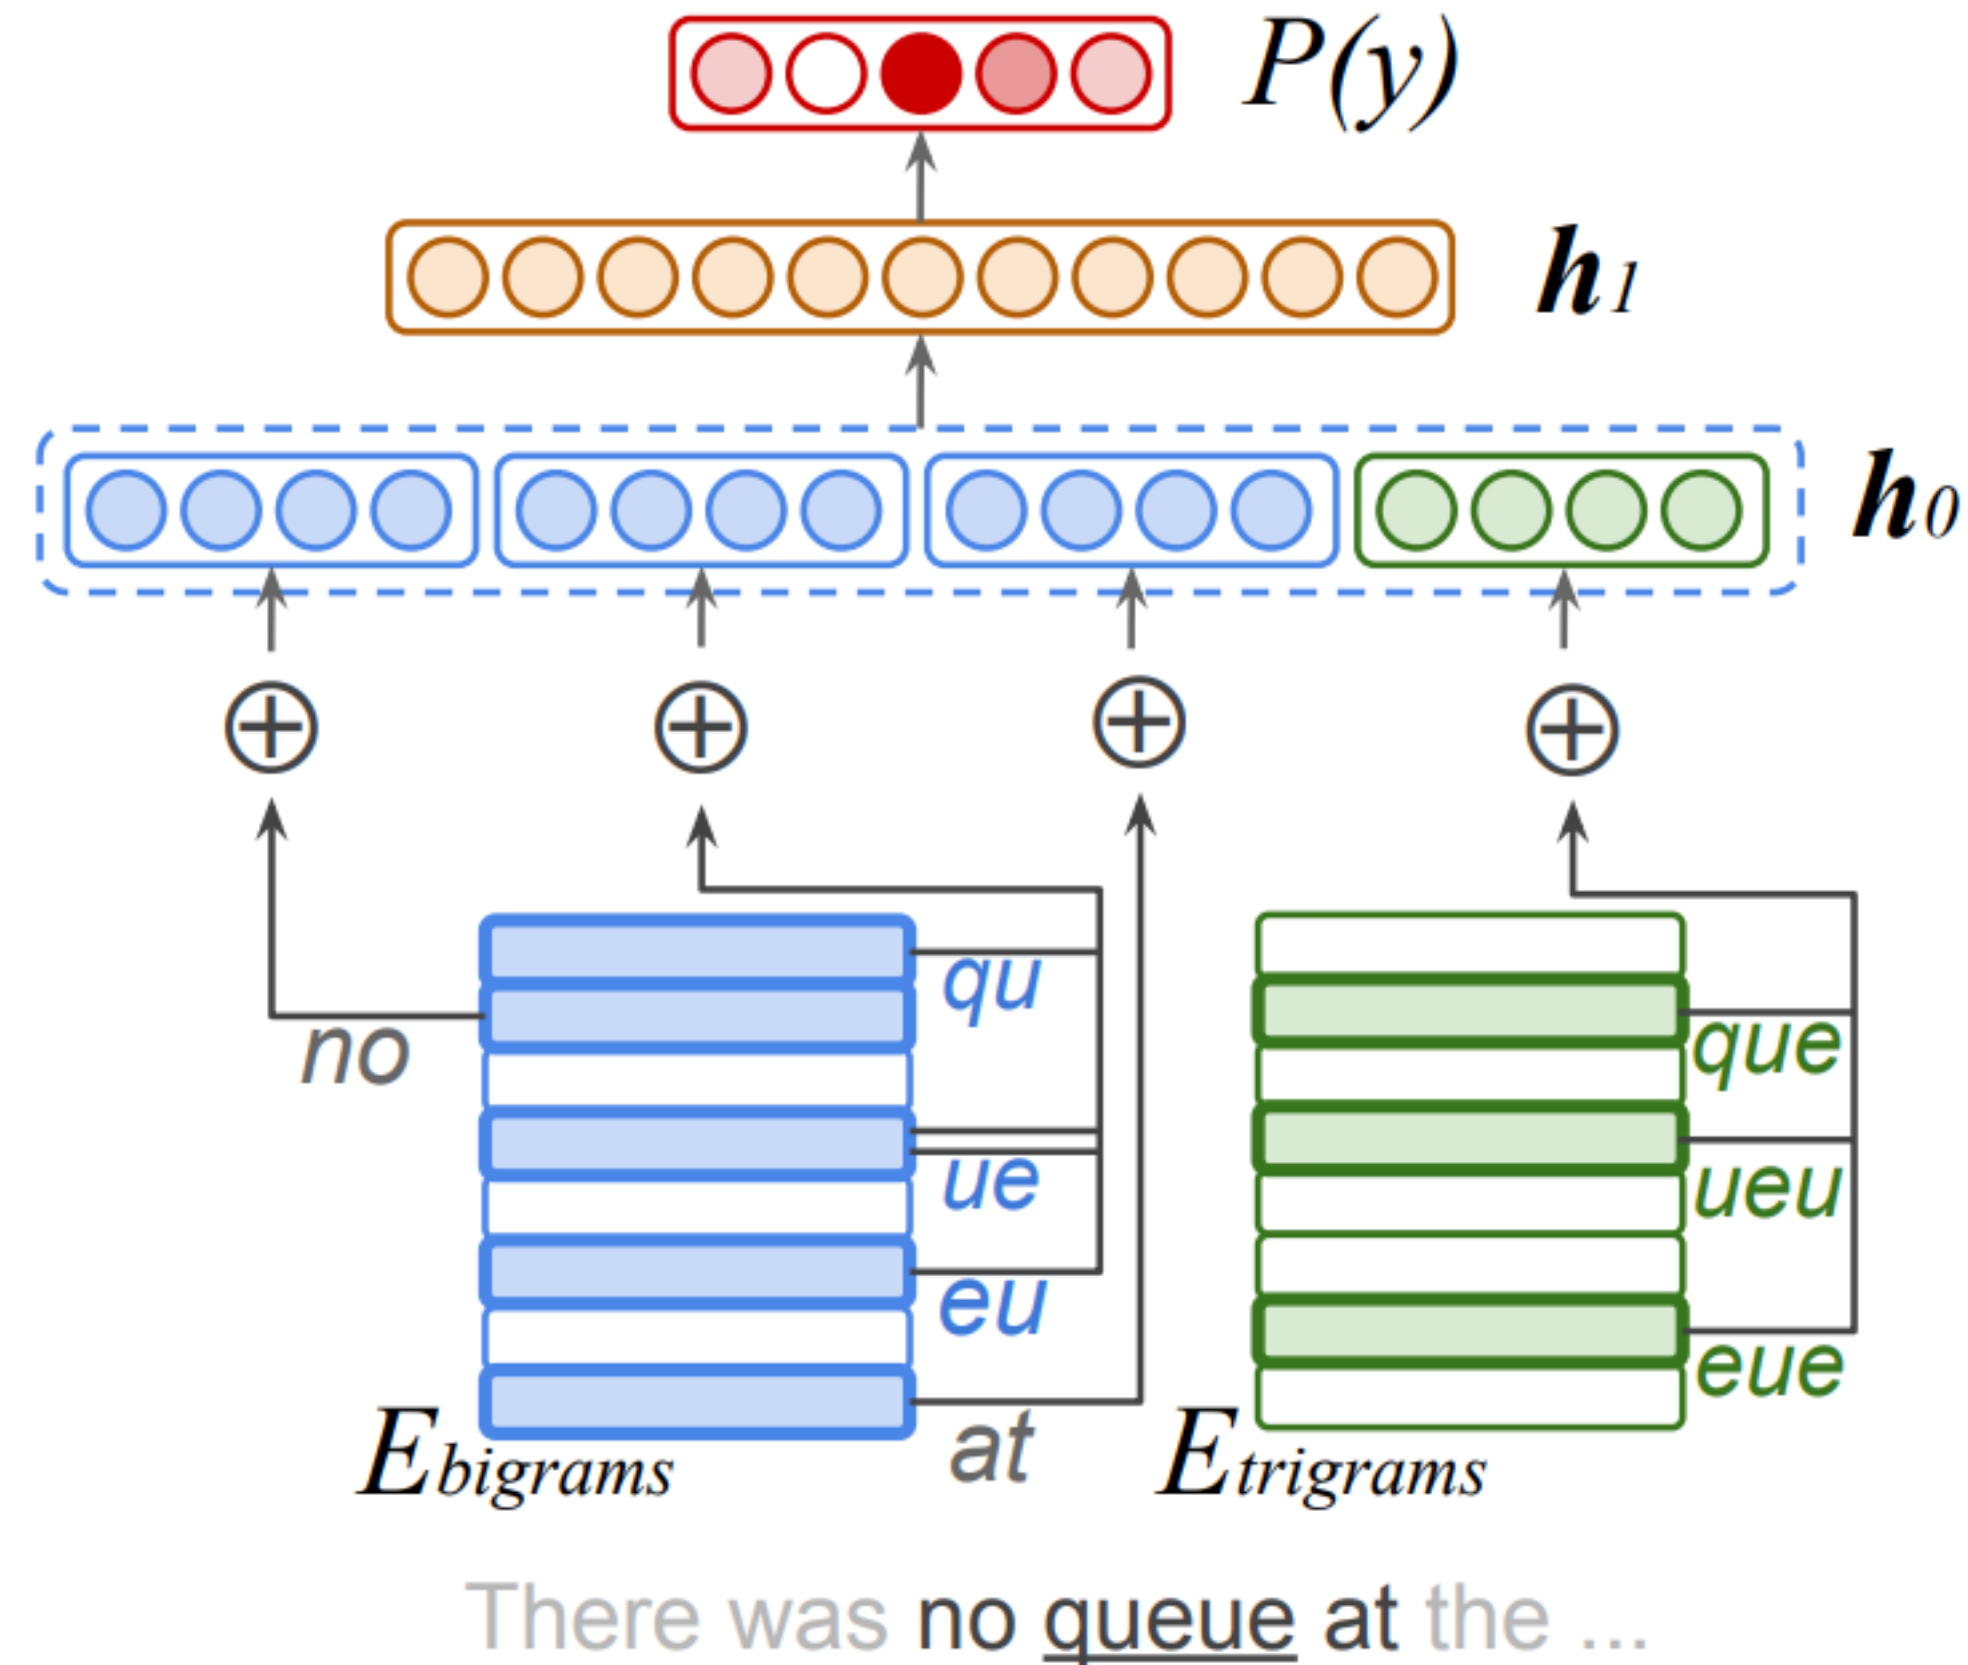 P(y)
h1
h0
no
qu
ue
eu
at
que
ueu
eue
Ebigrams
Etrigrams
There was no queue at the ...